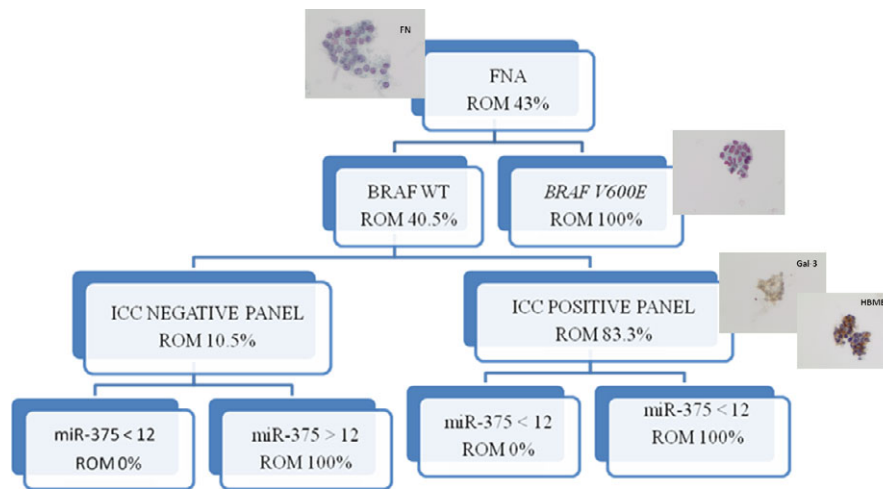 FN
FNA
ROM 43%
BRAF WT
ROM 40.5%
BRAF V600E
ROM 100%
ICC NEGATIVE PANEL
ROM 10.5%
ICC POSITIVE PANEL
ROM 83.3%
Gal 3
HBME
miR-375 < 12
ROM 0%
miR-375 > 12
ROM 100%
miR-375 < 12
ROM 0%
miR-375 < 12
ROM 100%